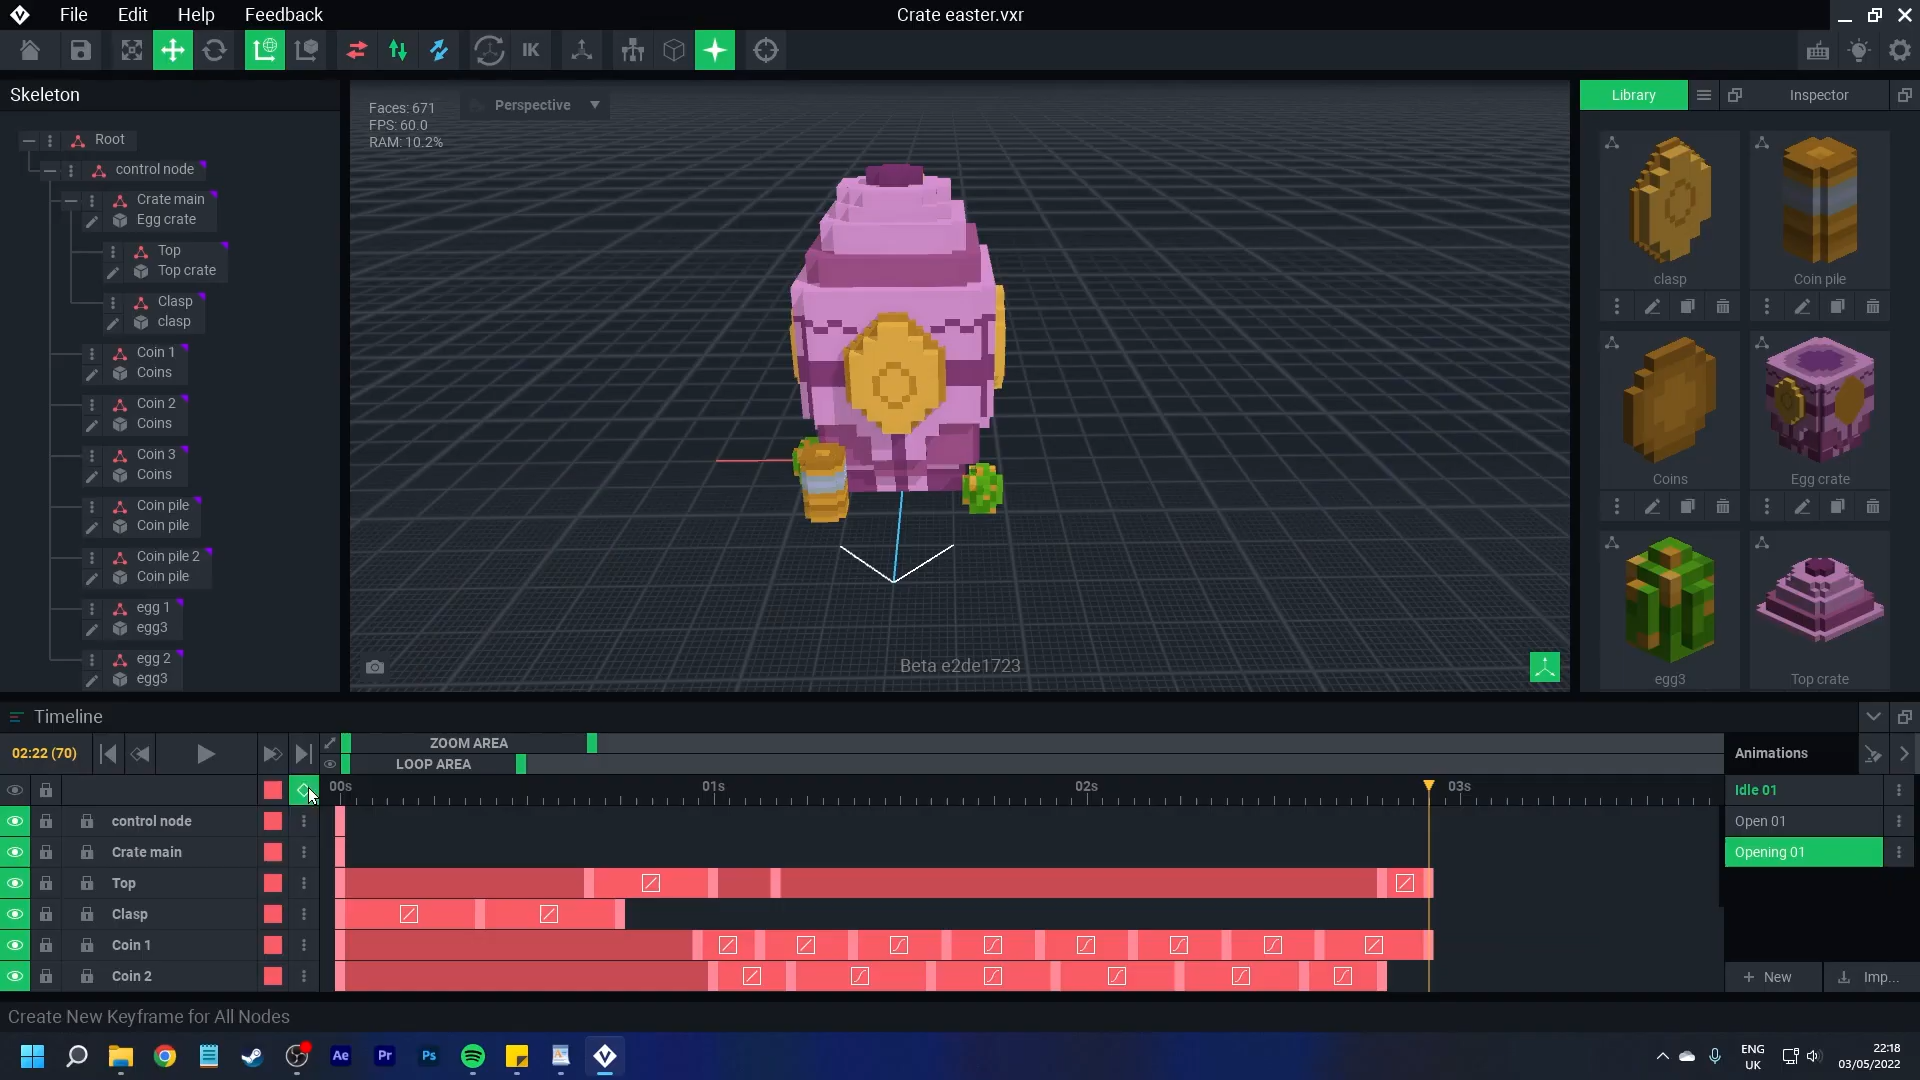 File Edit Help Feedback
Crate easter.vxr
IK
Skeleton
Root
control node
Crate main
Egg crate
Top
Top crate
Clasp
clasp
Coin 1
Coins
Coin 2
Coins
Coin 3
Coins
Coin pile
Coin pile
Coin pile 2
Coin pile
egg 1
egg3
egg 2
egg3
Faces: 671
FPS: 60.0
RAM: 10.2%
Perspective
Beta e2de1723
Library
Inspector
clasp
Coin pile
Coins
Egg crate
egg3
Top crate
Timeline
02:22 (70)
ZOOM AREA
LOOP AREA
00s
01s
02s
03s
control node
Crate main
Top
Clasp
Coin 1
Coin 2
Animations
Idle 01
Open 01
Opening 01
New
Imp...
Create New Keyframe for All Nodes
Ae
Pr
Ps
ENG
UK
22:18
03/05/2022